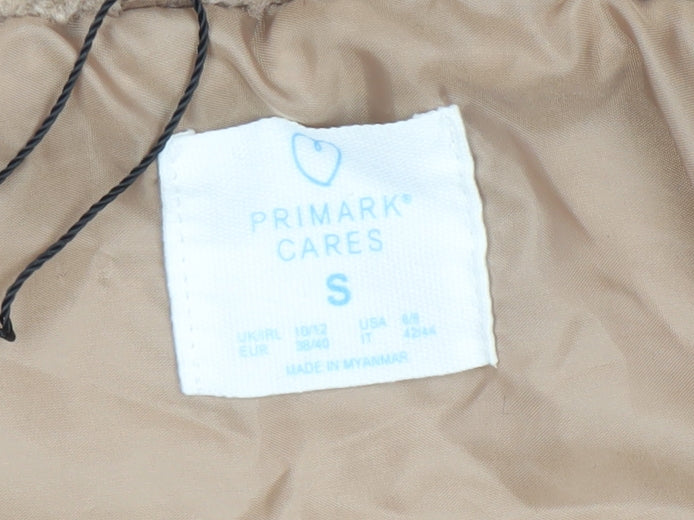 PRIMARK®
CARES
S
UK/IRL 10/12 USA 6/8
EUR 38/40 IT 42/44
MADE IN MYANMAR